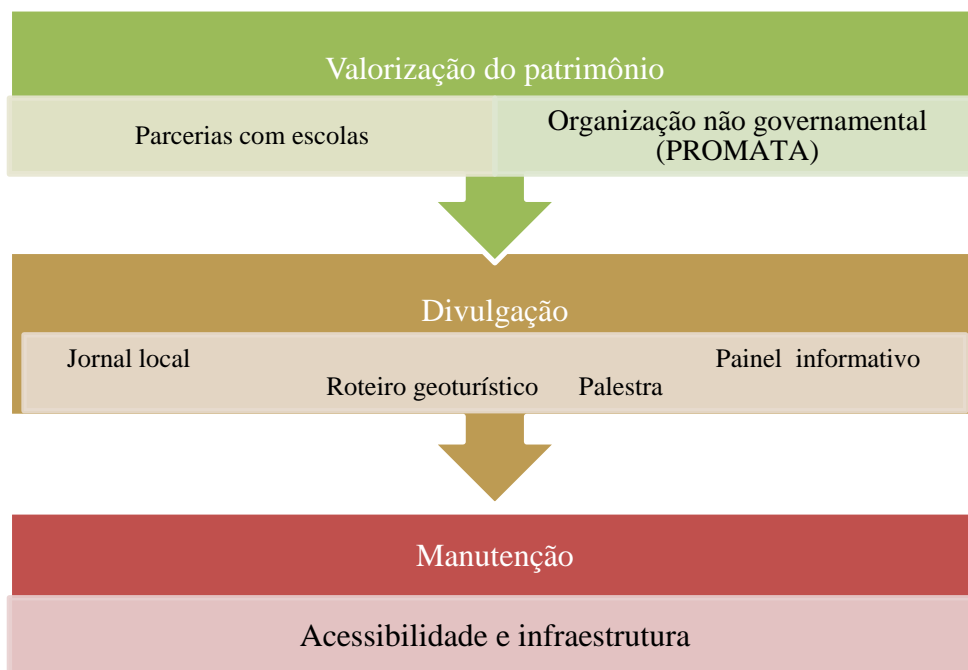 Valorização do patrimônio
Parcerias com escolas
Organização não governamental
(PROMATA)
Divulgação
Jornal local
Roteiro geoturístico
Palestra
Painel informativo
Manutenção
Acessibilidade e infraestrutura